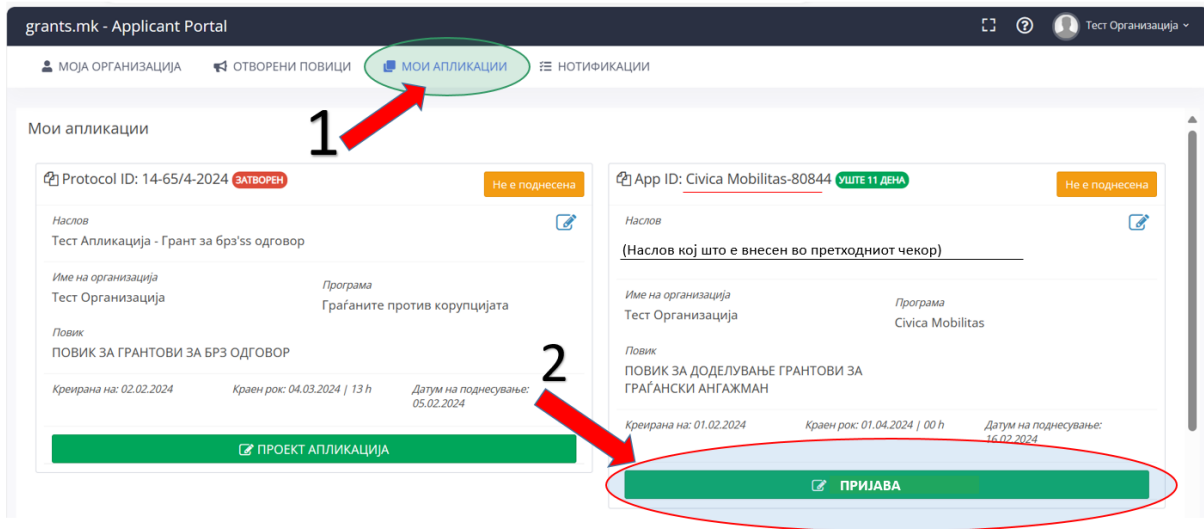 grants.mk - Applicant Portal
Тест Организација
МОЈА ОРГАНИЗАЦИЈА ОТВОРЕНИ ПОВИЦИ МОИ АПЛИКАЦИИ НОТИФИКАЦИИ
1
Мои апликации
Protocol ID: 14-65/4-2024 ЗАТВОРЕН
Не е поднесена
Наслов
Тест Апликација - Грант за брз'ss одговор
Име на организација
Тест Организација
Програма
Граѓаните против корупцијата
Повик
ПОВИК ЗА ГРАНТОВИ ЗА БРЗ ОДГОВОР
Креирана на: 02.02.2024
Краен рок: 04.03.2024 | 13 h
Датум на поднесување:
05.02.2024
ПРОЕКТ АПЛИКАЦИЈА
2
App ID: Civica Mobilitas-80844 УШТЕ 11 ДЕНА
Не е поднесена
Наслов
(Наслов кој што е внесен во претходниот чекор)
Име на организација
Тест Организација
Програма
Civica Mobilitas
Повик
ПОВИК ЗА ДОДЕЛУВАЊЕ ГРАНТОВИ ЗА
ГРАЃАНСКИ АНГАЖМАН
Креирана на: 01.02.2024
Краен рок: 01.04.2024 | 00 h
Датум на поднесување:
16.02.2024
ПРИЈАВА